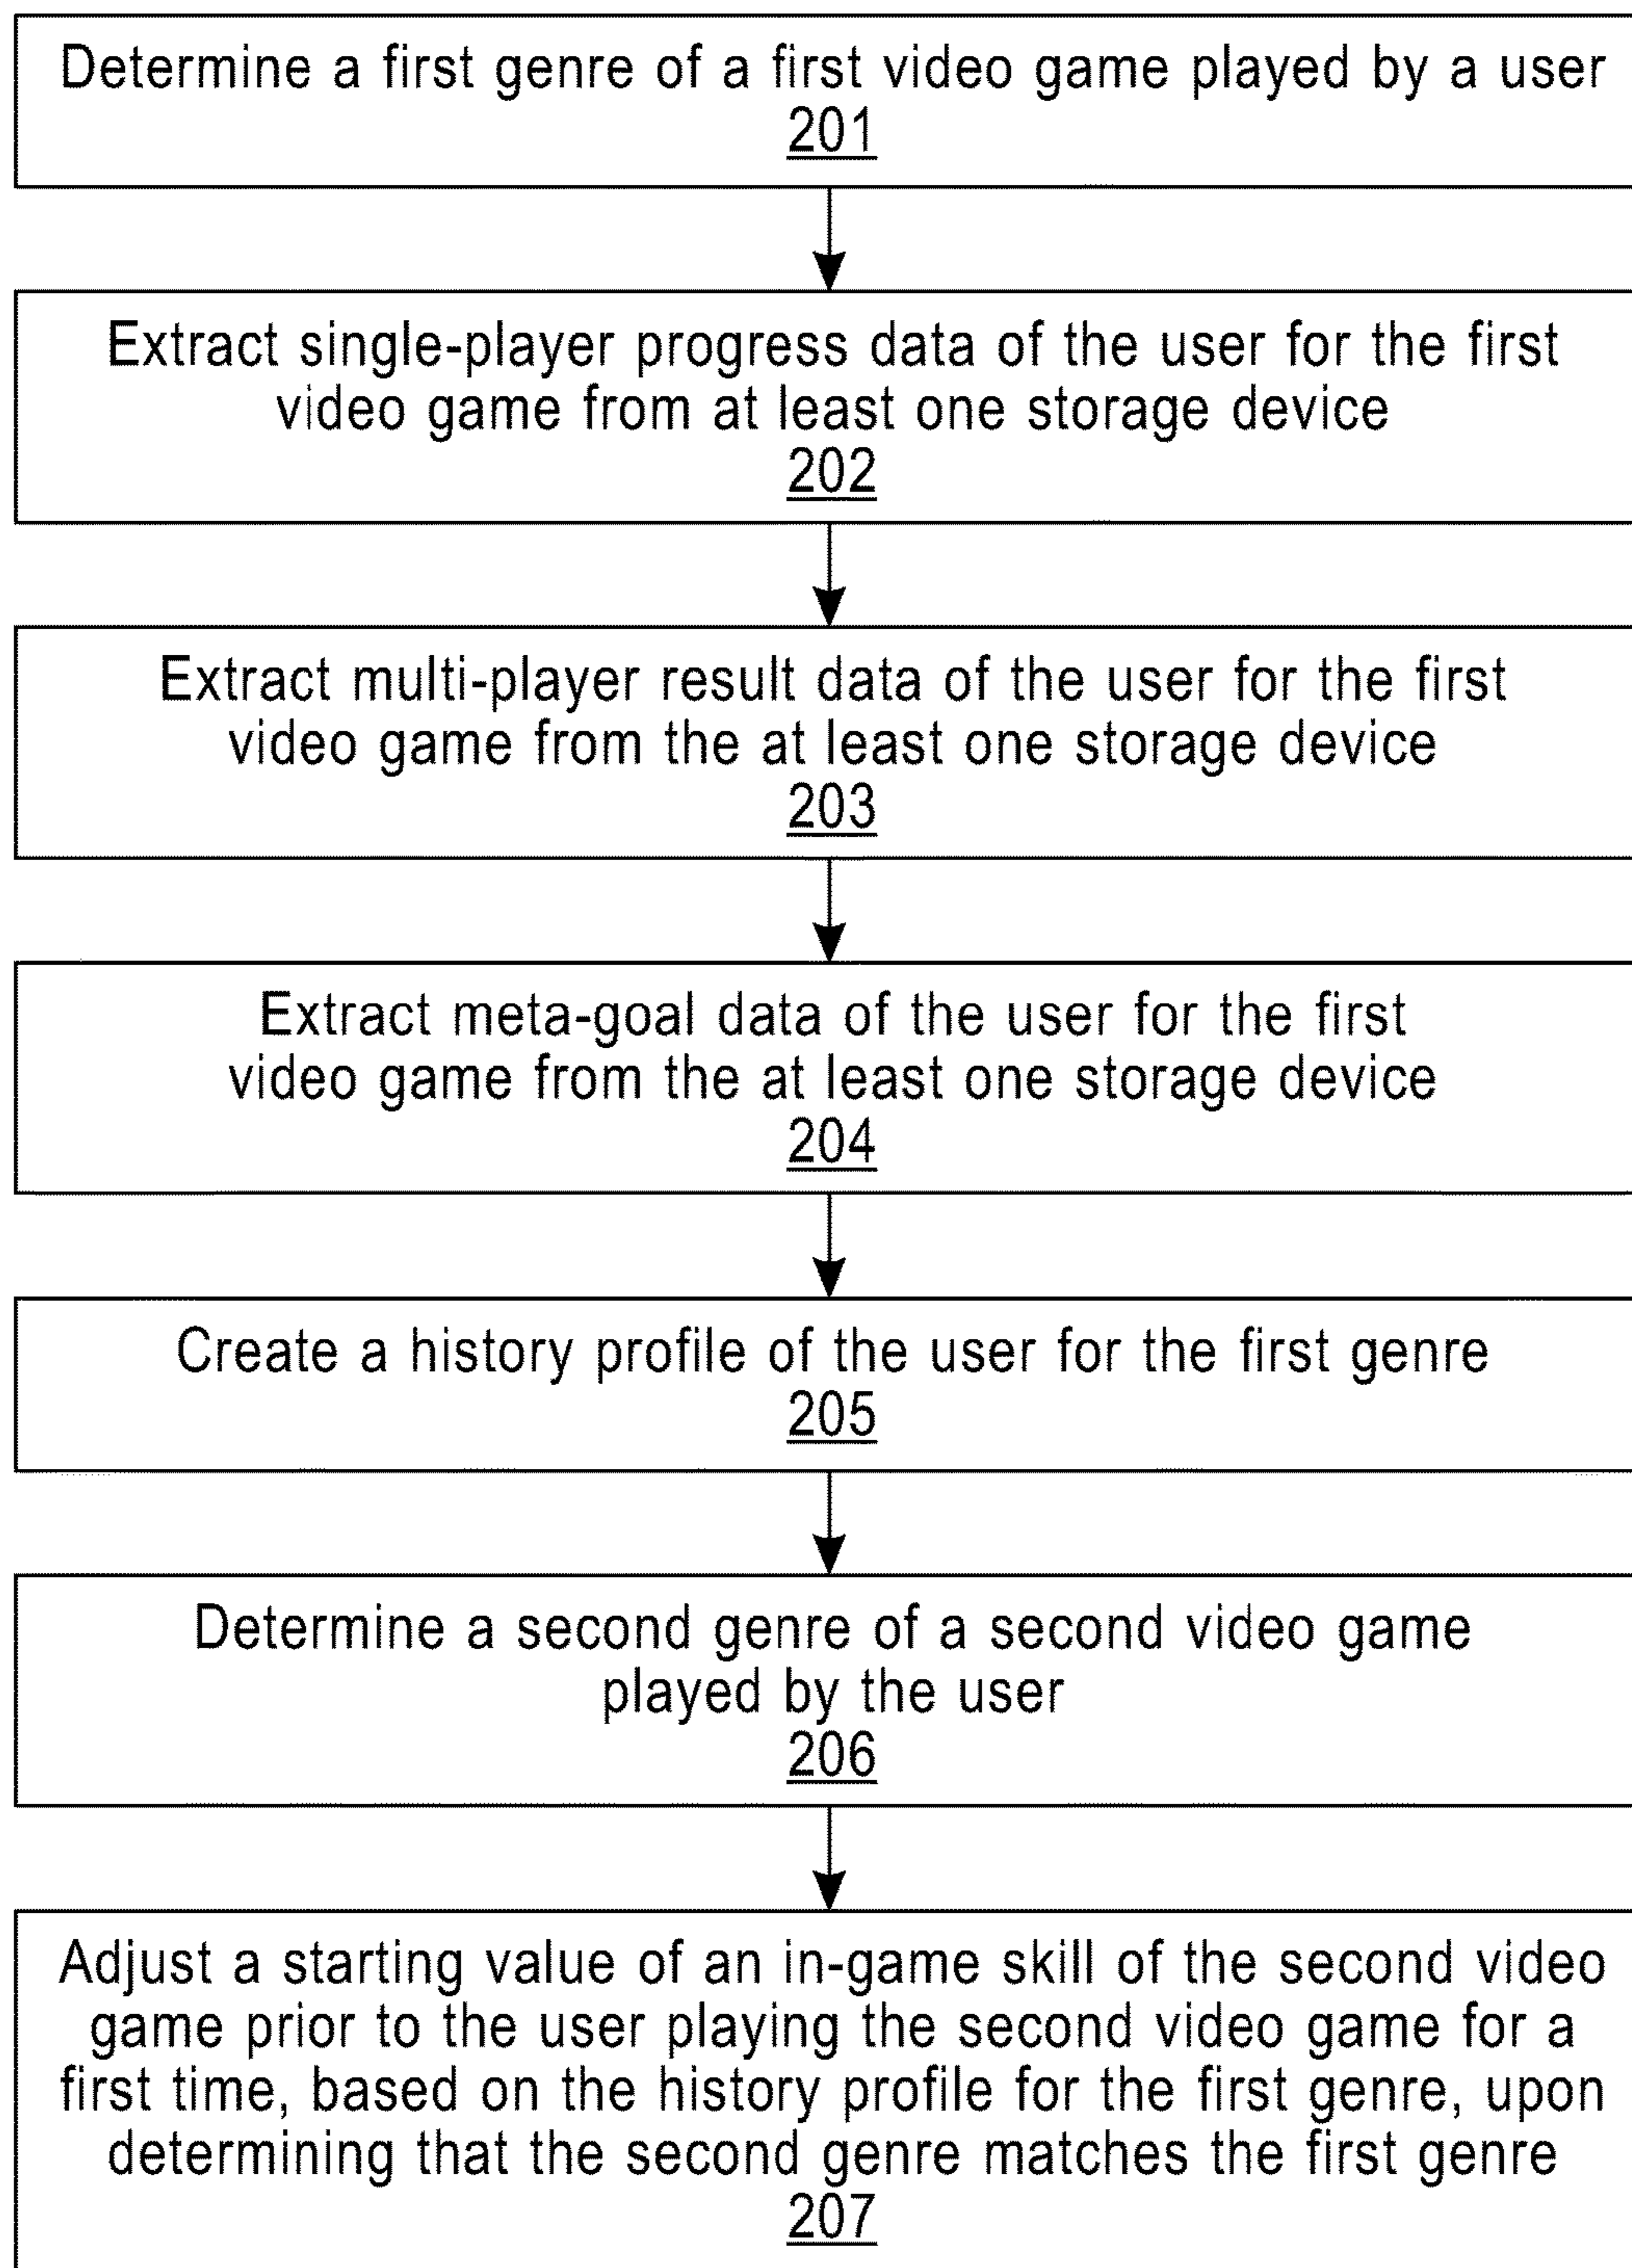 Determine a first genre of a first video game played by a user
201
Extract single-player progress data of the user for the first
video game from at least one storage device
202
Extract multi-player result data of the user for the first
video game from the at least one storage device
203
Extract meta-goal data of the user for the first
video game from the at least one storage device
204
Create a history profile of the user for the first genre
205
Determine a second genre of a second video game
played by the user
206
Adjust a starting value of an in-game skill of the second video
game prior to the user playing the second video game for a
first time, based on the history profile for the first genre, upon
determining that the second genre matches the first genre
207